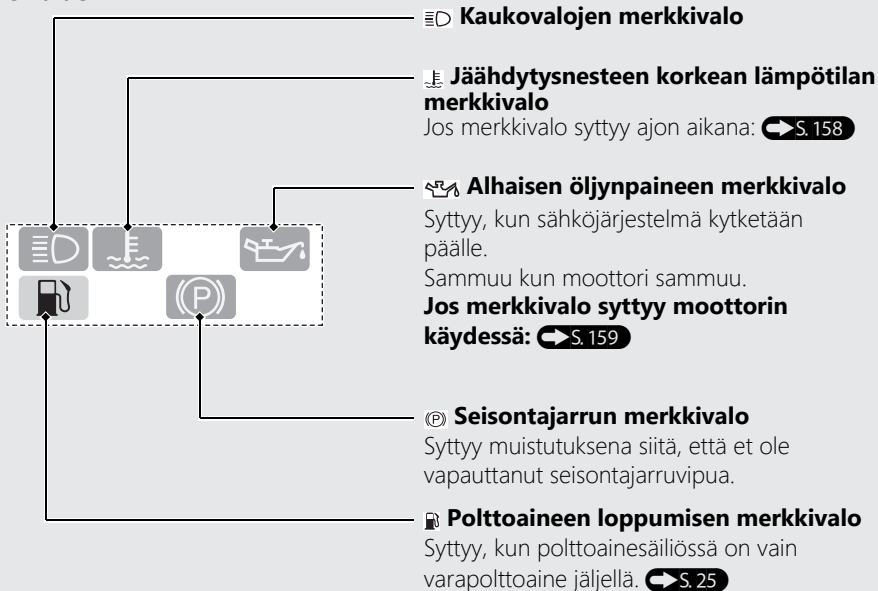 Kaukovalojen merkkivalo
Jäähdytysnesteen korkean lämpötilan
merkkivalo
Jos merkkivalo syttyy ajon aikana: S. 158
Alhaisen öljynpaineen merkkivalo
Syttyy, kun sähköjärjestelmä kytketään
päälle.
Sammuu kun moottori sammuu.
Jos merkkivalo syttyy moottorin
käydessä: S. 159
(P) Seisontajarrun merkkivalo
Syttyy muistutuksena siitä, että et ole
vapauttanut seisontajarruvipua.
Polttoaineen loppumisen merkkivalo
Syttyy, kun polttoainesäiliössä on vain
varapolttoaine jäljellä. S. 25
(P)